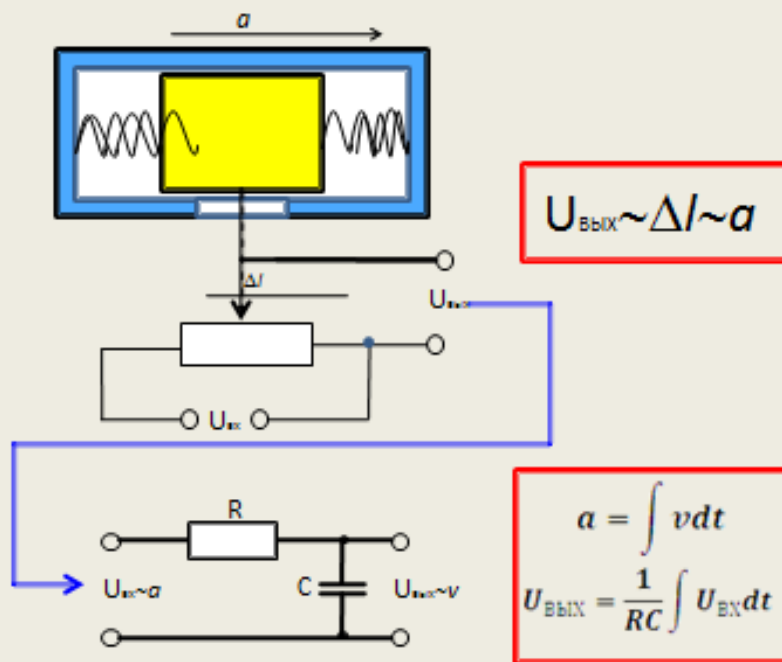 a
Uвых~Δl~a
Δl
Uвых
Uвх
R
a = ∫ vdt
Uвх~a
C
Uвых~v
UВЫХ = 1/RC ∫ UВХdt